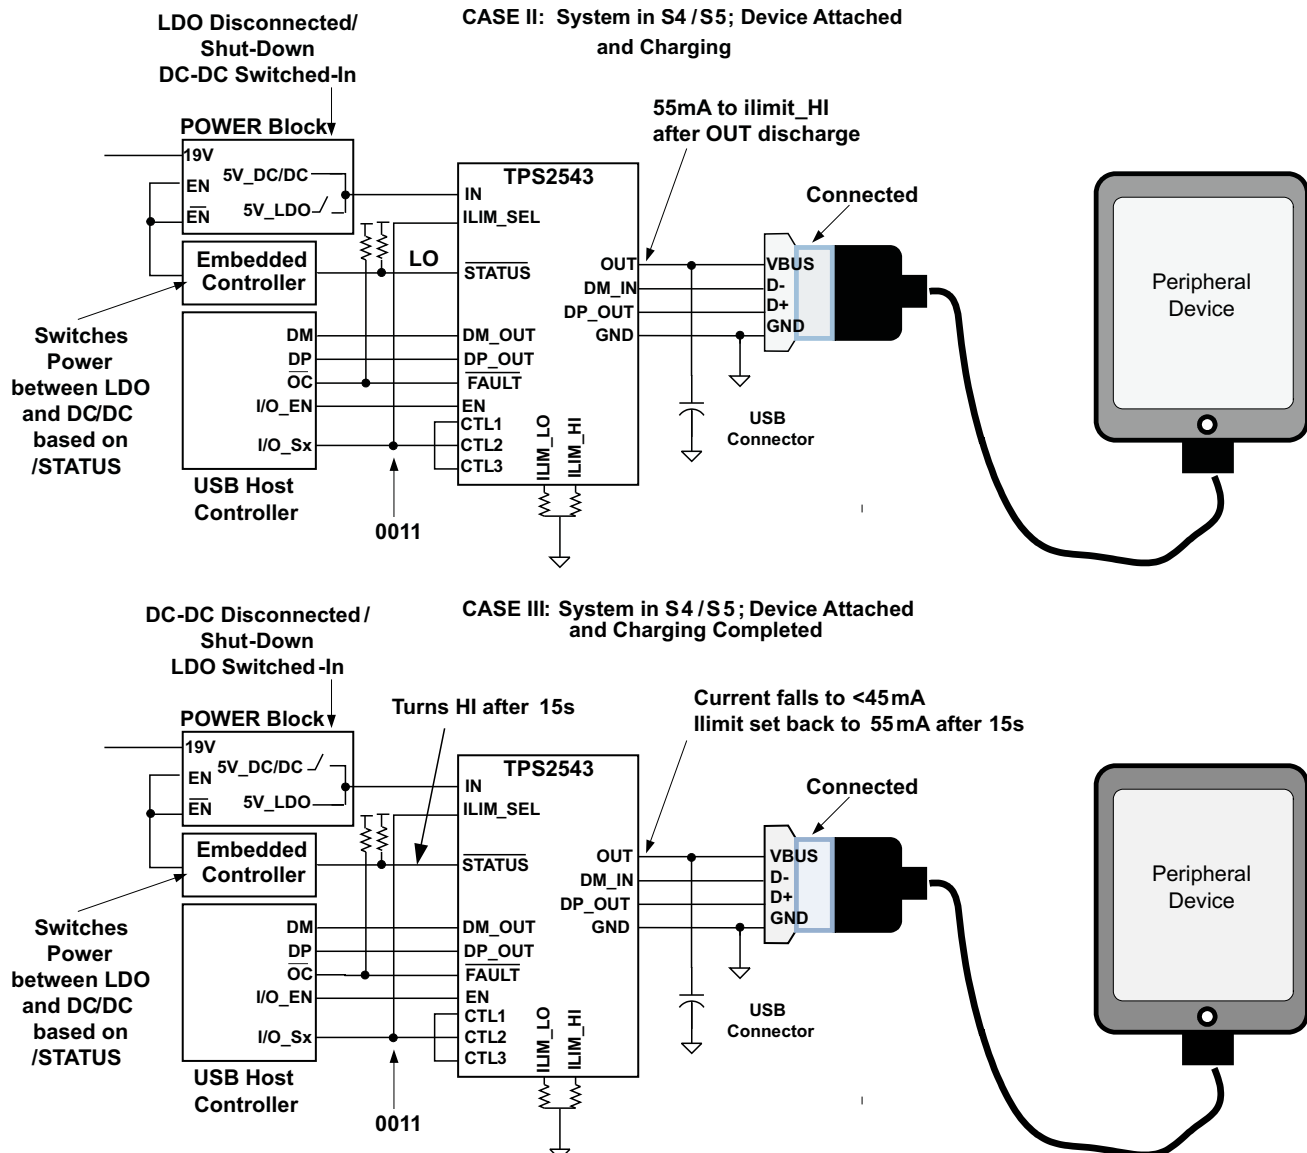 CASE II: System in S4/S5; Device Attached
and Charging
LDO Disconnected/
Shut-Down
DC-DC Switched-In
POWER Block
19V
EN
EN
5V_DC/DC
5V_LDO
Embedded
Controller
Switches
Power
between LDO
and DC/DC
based on
/STATUS
DM
DP
OC
I/O_EN
I/O_Sx
USB Host
Controller
LO
0011
TPS2543
IN
ILIM_SEL
STATUS
DM_OUT
DP_OUT
FAULT
EN
CTL1
CTL2
CTL3
ILIM_LO
ILIM_HI
OUT
DM_IN
DP_OUT
GND
55mA to ilimit_HI
after OUT discharge
Connected
VBUS
D-
D+
GND
USB
Connector
Peripheral
Device
CASE III: System in S4/S5; Device Attached
and Charging Completed
DC-DC Disconnected/
Shut-Down
LDO Switched-In
POWER Block
19V
EN
EN
5V_DC/DC
5V_LDO
Embedded
Controller
Switches
Power
between LDO
and DC/DC
based on
/STATUS
DM
DP
OC
I/O_EN
I/O_Sx
USB Host
Controller
Turns HI after 15s
0011
TPS2543
IN
ILIM_SEL
STATUS
DM_OUT
DP_OUT
FAULT
EN
CTL1
CTL2
CTL3
ILIM_LO
ILIM_HI
OUT
DM_IN
DP_OUT
GND
Current falls to <45mA
Ilimit set back to 55mA after 15s
Connected
VBUS
D-
D+
GND
USB
Connector
Peripheral
Device